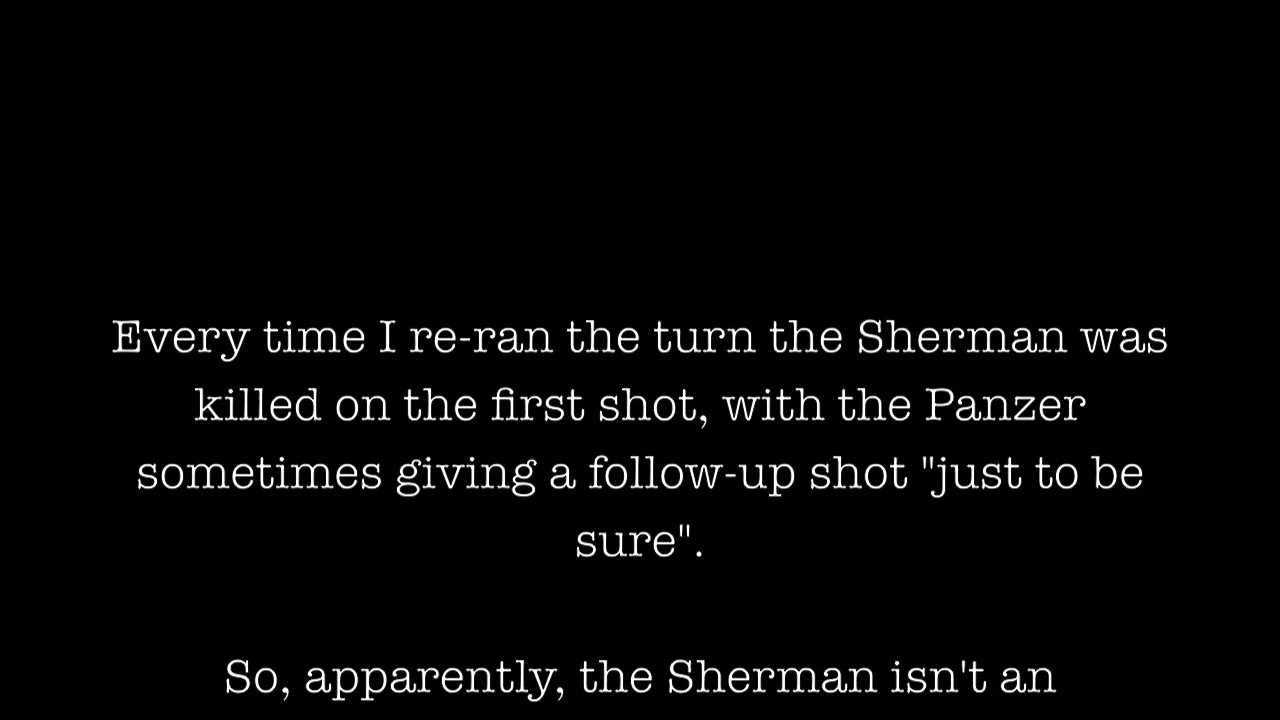 Every time I re-ran the turn the Sherman was
killed on the first shot, with the Panzer
sometimes giving a follow-up shot "just to be
sure".
So, apparently, the Sherman isn't an